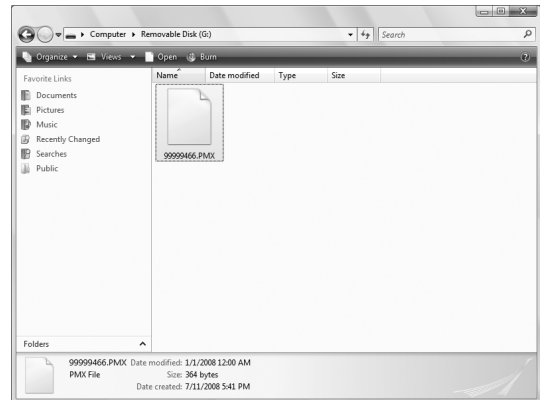 Computer ▸ Removable Disk (G:)
Search
Organize Views Open Burn
Favorite Links
Documents
Pictures
Music
Recently Changed
Searches
Public
Folders
Name Date modified Type Size
99999466.PMX
99999466.PMX Date modified: 1/1/2008 12:00 AM
PMX File Size: 364 bytes
Date created: 7/11/2008 5:41 PM